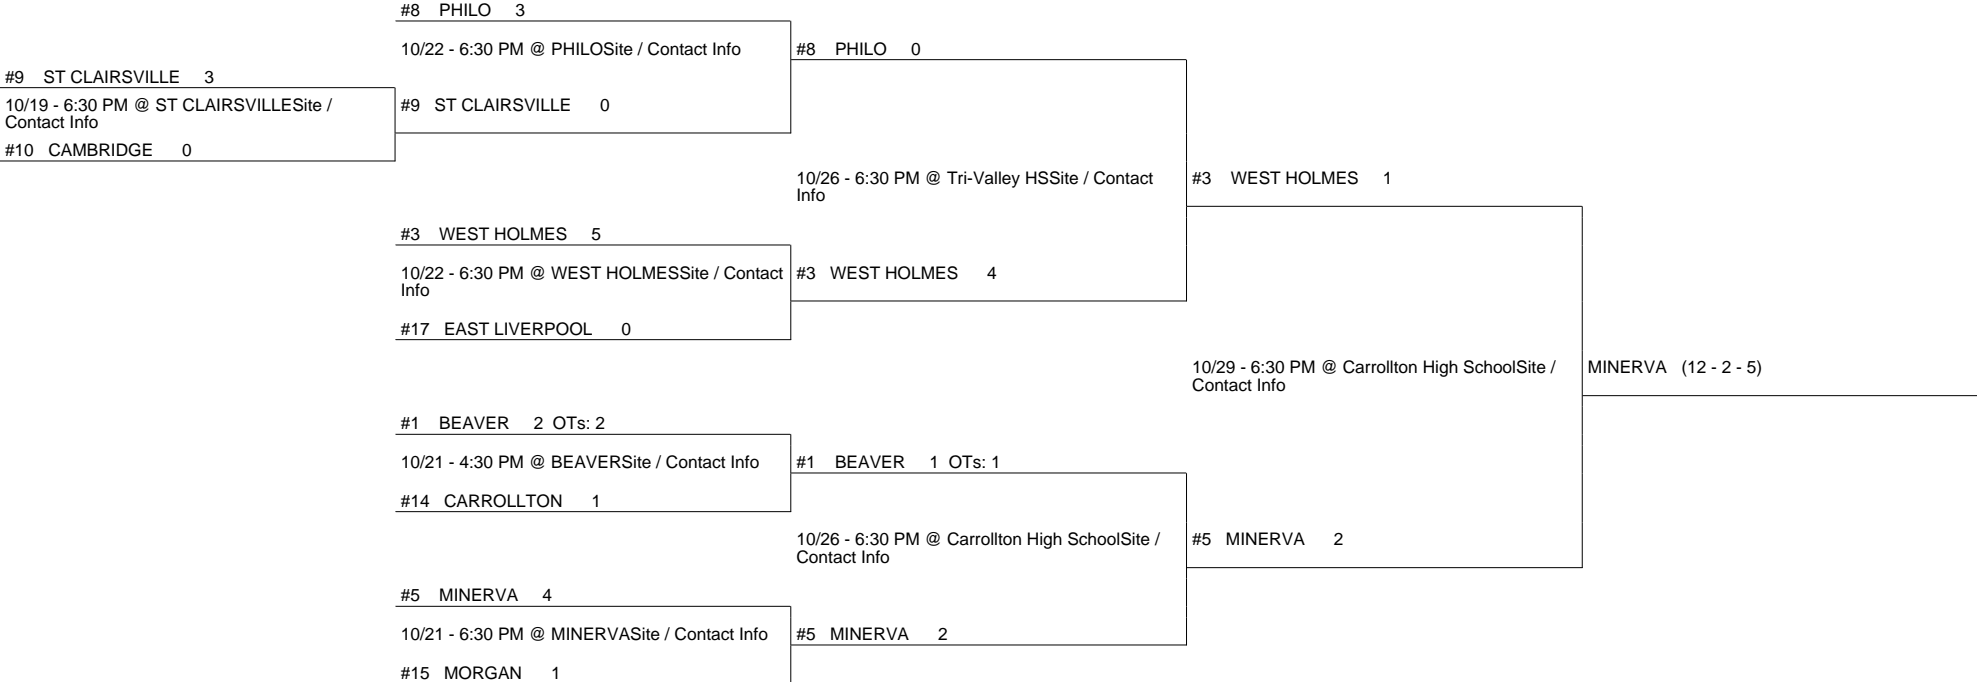 #8 PHILO 3
10/22 - 6:30 PM @ PHILOSite / Contact Info
#8 PHILO 0
#9 ST CLAIRSVILLE 3
10/19 - 6:30 PM @ ST CLAIRSVILLESite /
Contact Info
#9 ST CLAIRSVILLE 0
#10 CAMBRIDGE 0
10/26 - 6:30 PM @ Tri-Valley HSSite / Contact
Info
#3 WEST HOLMES 1
#3 WEST HOLMES 5
10/22 - 6:30 PM @ WEST HOLMESSite / Contact
Info
#3 WEST HOLMES 4
#17 EAST LIVERPOOL 0
10/29 - 6:30 PM @ Carrollton High SchoolSite /
Contact Info
MINERVA (12 - 2 - 5)
#1 BEAVER 2 OTs: 2
10/21 - 4:30 PM @ BEAVERSite / Contact Info
#1 BEAVER 1 OTs: 1
#14 CARROLLTON 1
10/26 - 6:30 PM @ Carrollton High SchoolSite /
Contact Info
#5 MINERVA 2
#5 MINERVA 4
10/21 - 6:30 PM @ MINERVASite / Contact Info
#5 MINERVA 2
#15 MORGAN 1